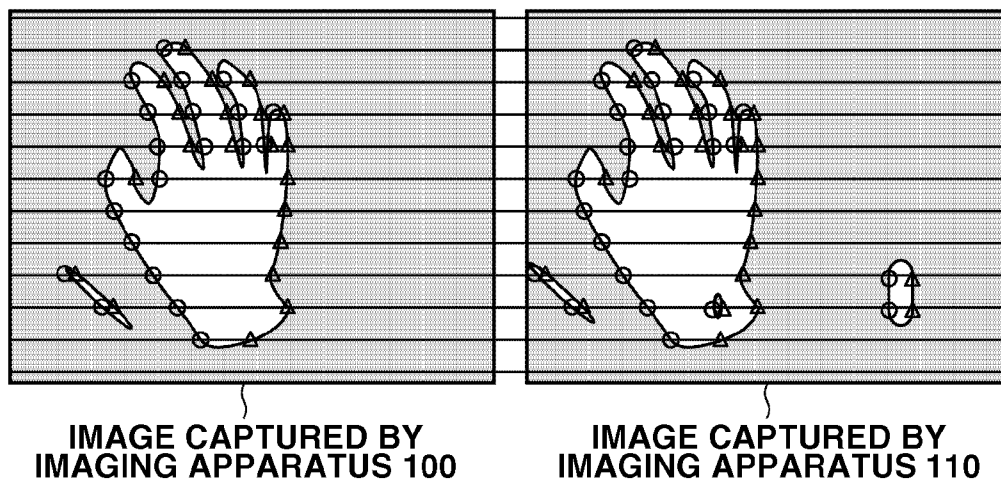 IMAGE CAPTURED BY
IMAGING APPARATUS 100
IMAGE CAPTURED BY
IMAGING APPARATUS 110